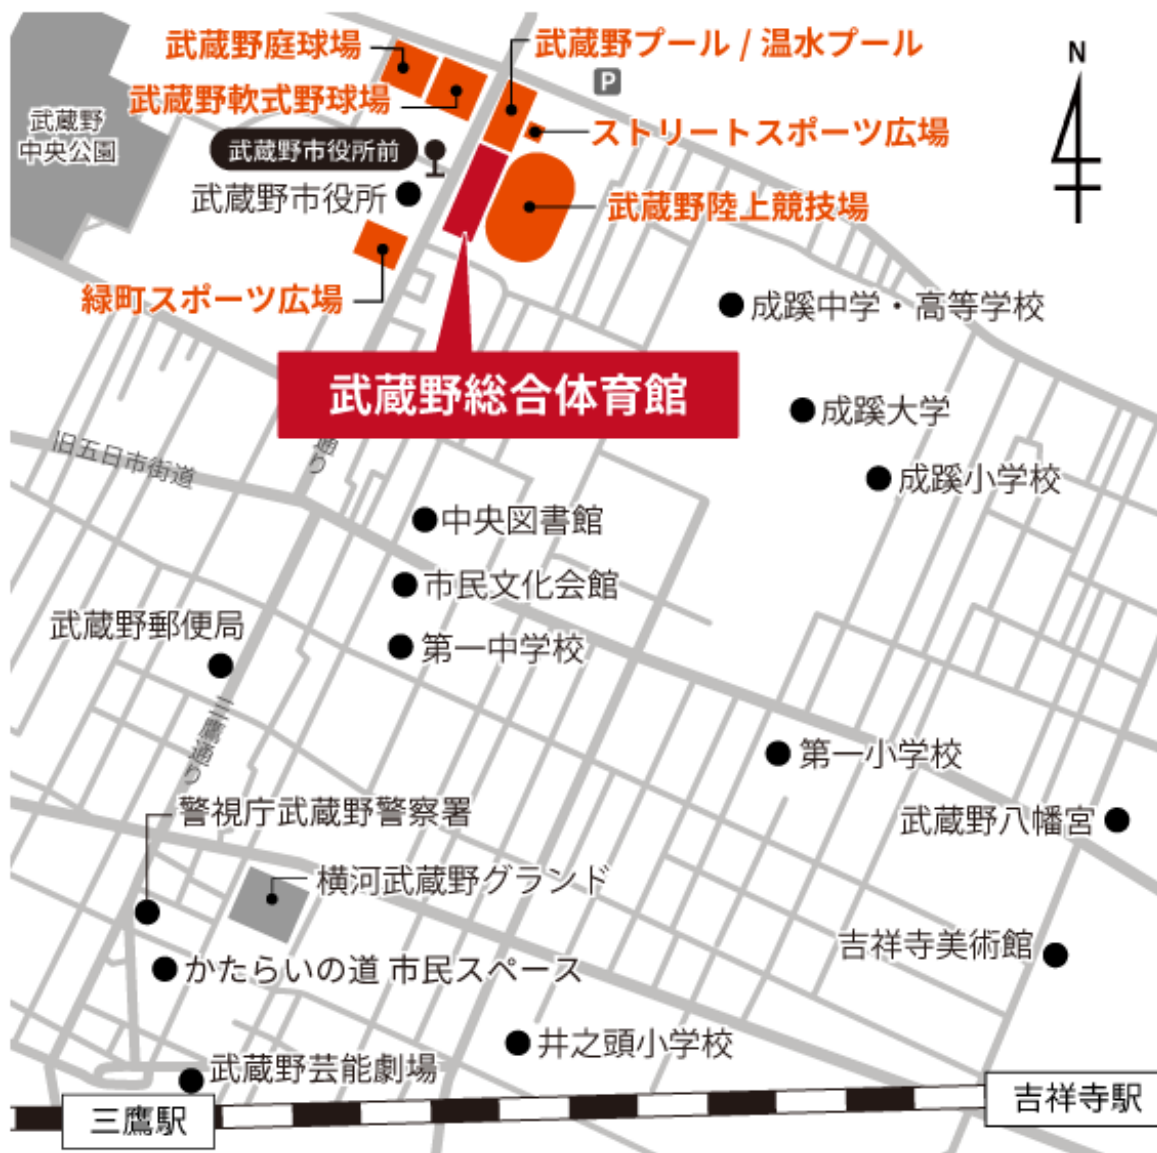 武蔵野庭球場
武蔵野プール / 温水プール
N
P
武蔵野軟式野球場
武蔵野
中央公園
ストリートスポーツ広場
武蔵野市役所前
武蔵野市役所
武蔵野陸上競技場
緑町スポーツ広場
成蹊中学・高等学校
武蔵野総合体育館
成蹊大学
通り
旧五日市街道
成蹊小学校
中央図書館
市民文化会館
武蔵野郵便局
第一中学校
三鷹通り
第一小学校
警視庁武蔵野警察署
武蔵野八幡宮
横河武蔵野グランド
吉祥寺美術館
かたらいの道 市民スペース
井之頭小学校
武蔵野芸能劇場
吉祥寺駅
三鷹駅